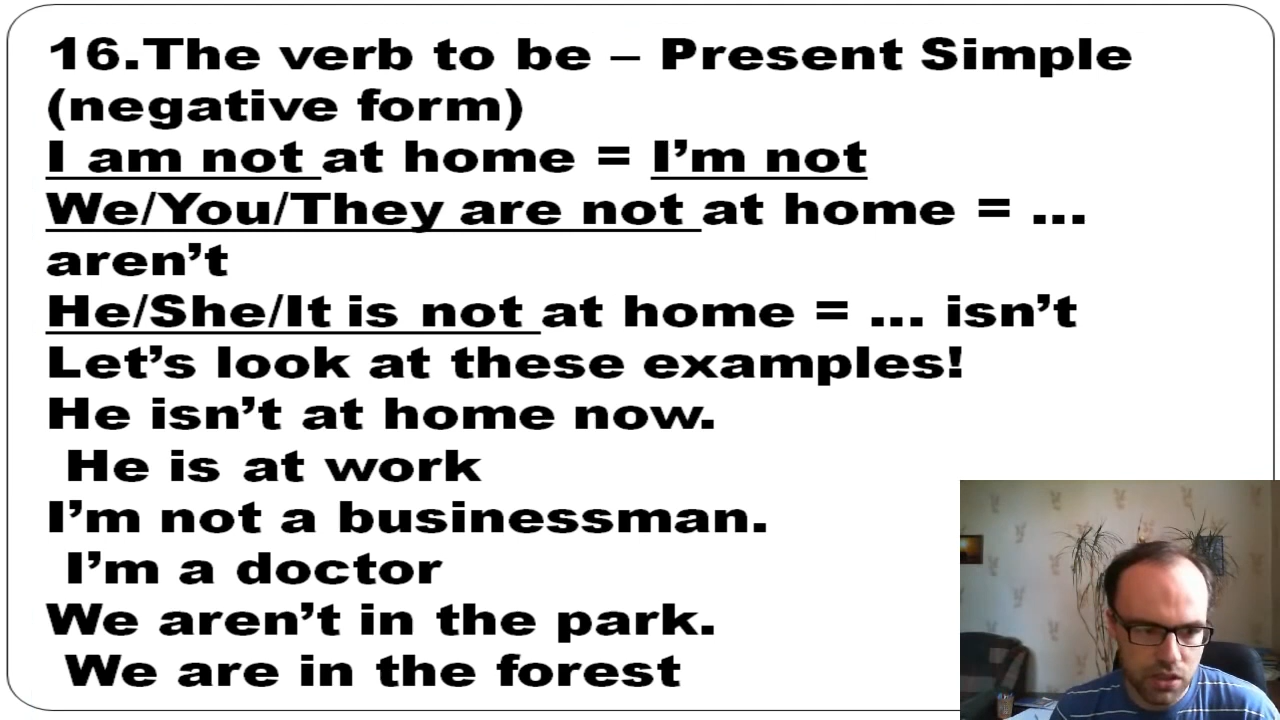 16.The verb to be – Present Simple
(negative form)
I am not at home = I’m not
We/You/They are not at home = ...
aren’t
He/She/It is not at home = ... isn’t
Let’s look at these examples!
He isn’t at home now.
He is at work
I’m not a businessman.
I’m a doctor
We aren’t in the park.
We are in the forest